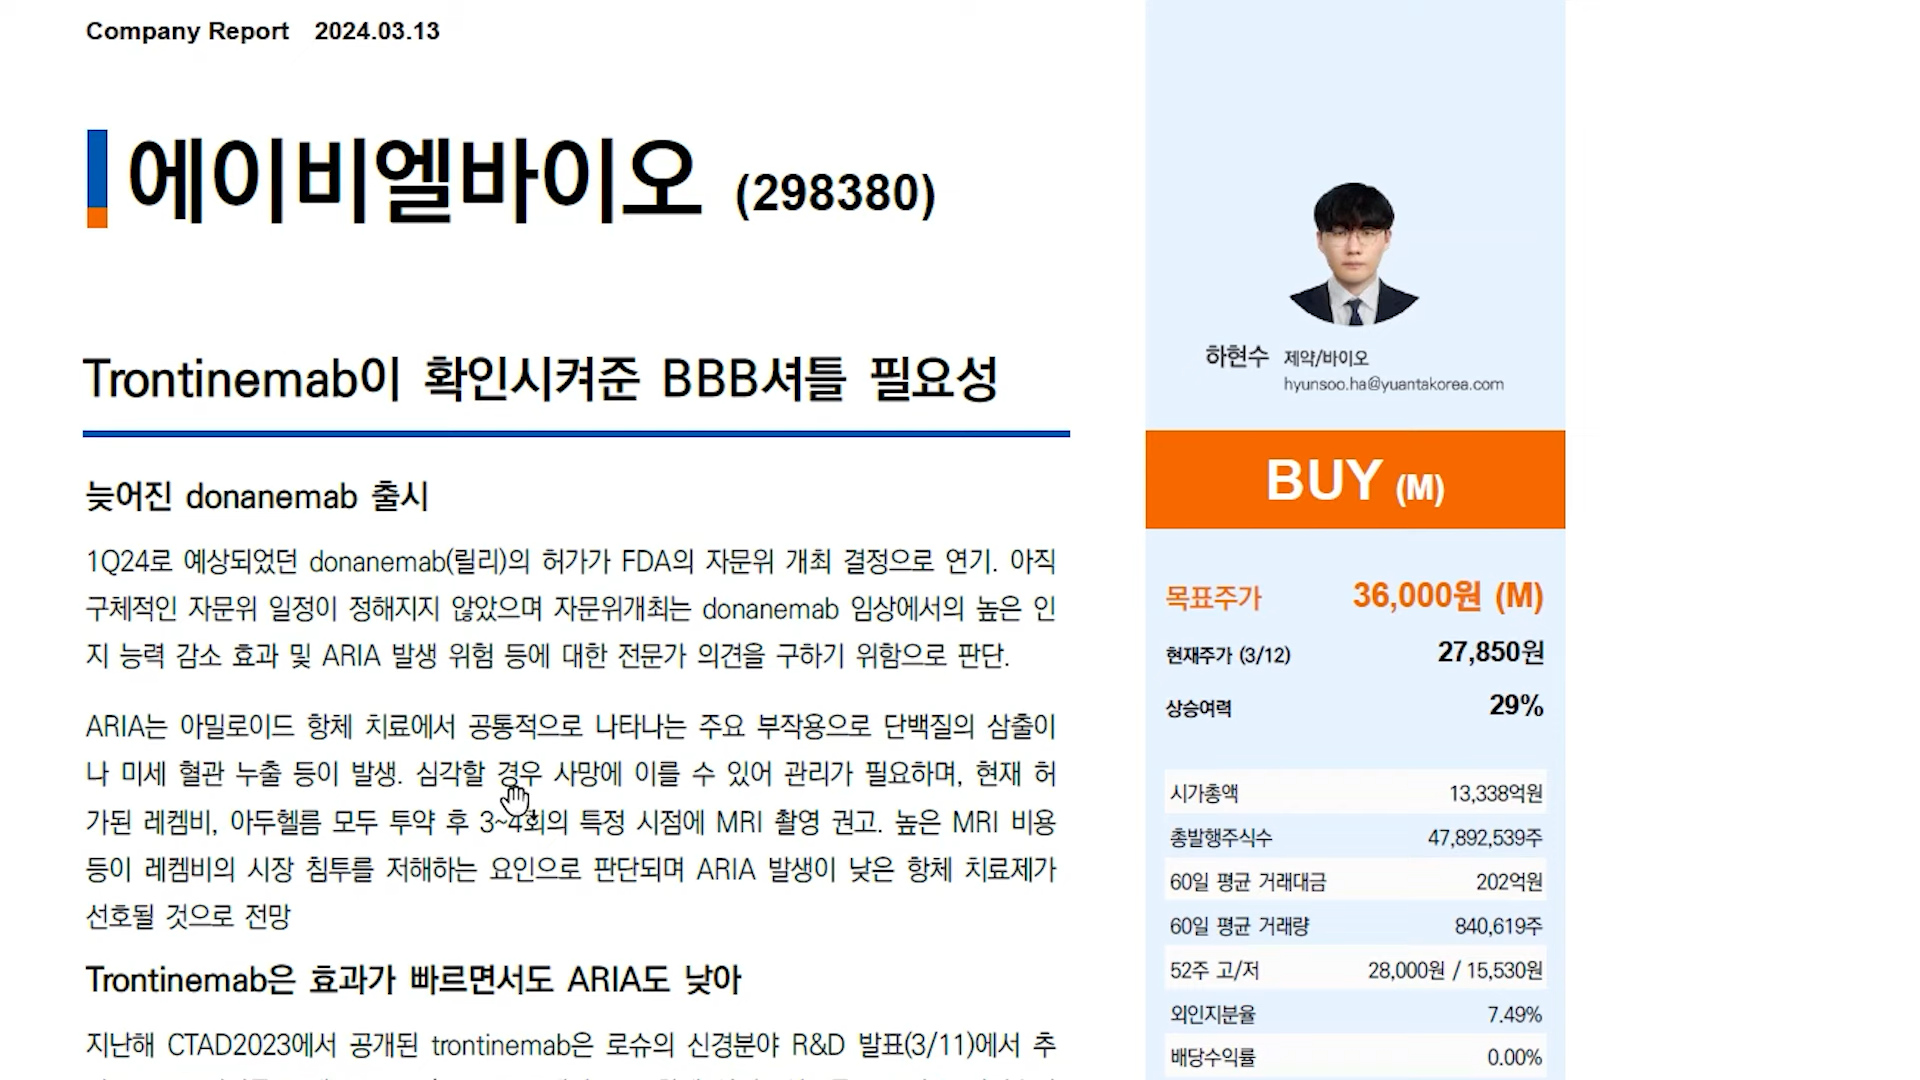 Company Report 2024.03.13
에이비엘바이오 (298380)
Trontinemab이 확인시켜준 BBB셔틀 필요성
늦어진 donanemab 출시
1Q24로 예상되었던 donanemab(릴리)의 허가가 FDA의 자문위 개최 결정으로 연기. 아직
구체적인 자문위 일정이 정해지지 않았으며 자문위개최는 donanemab 임상에서의 높은 인
지 능력 감소 효과 및 ARIA 발생 위험 등에 대한 전문가 의견을 구하기 위함으로 판단.
ARIA는 아밀로이드 항체 치료에서 공통적으로 나타나는 주요 부작용으로 단백질의 삼출이
나 미세 혈관 누출 등이 발생. 심각할 경우 사망에 이를 수 있어 관리가 필요하며, 현재 허
가된 레켐비, 아두헬름 모두 투약 후 3~4회의 특정 시점에 MRI 촬영 권고. 높은 MRI 비용
등이 레켐비의 시장 침투를 저해하는 요인으로 판단되며 ARIA 발생이 낮은 항체 치료제가
선호될 것으로 전망
Trontinemab은 효과가 빠르면서도 ARIA도 낮아
지난해 CTAD2023에서 공개된 trontinemab은 로슈의 신경분야 R&D 발표(3/11)에서 추
하현수 제약/바이오
hyunsoo.ha@yuantakorea.com
BUY (M)
목표주가 36,000원 (M)
현재주가 (3/12) 27,850원
상승여력 29%
시가총액 13,338억원
총발행주식수 47,892,539주
60일 평균 거래대금 202억원
60일 평균 거래량 840,619주
52주 고/저 28,000원 / 15,530원
외인지분율 7.49%
배당수익률 0.00%